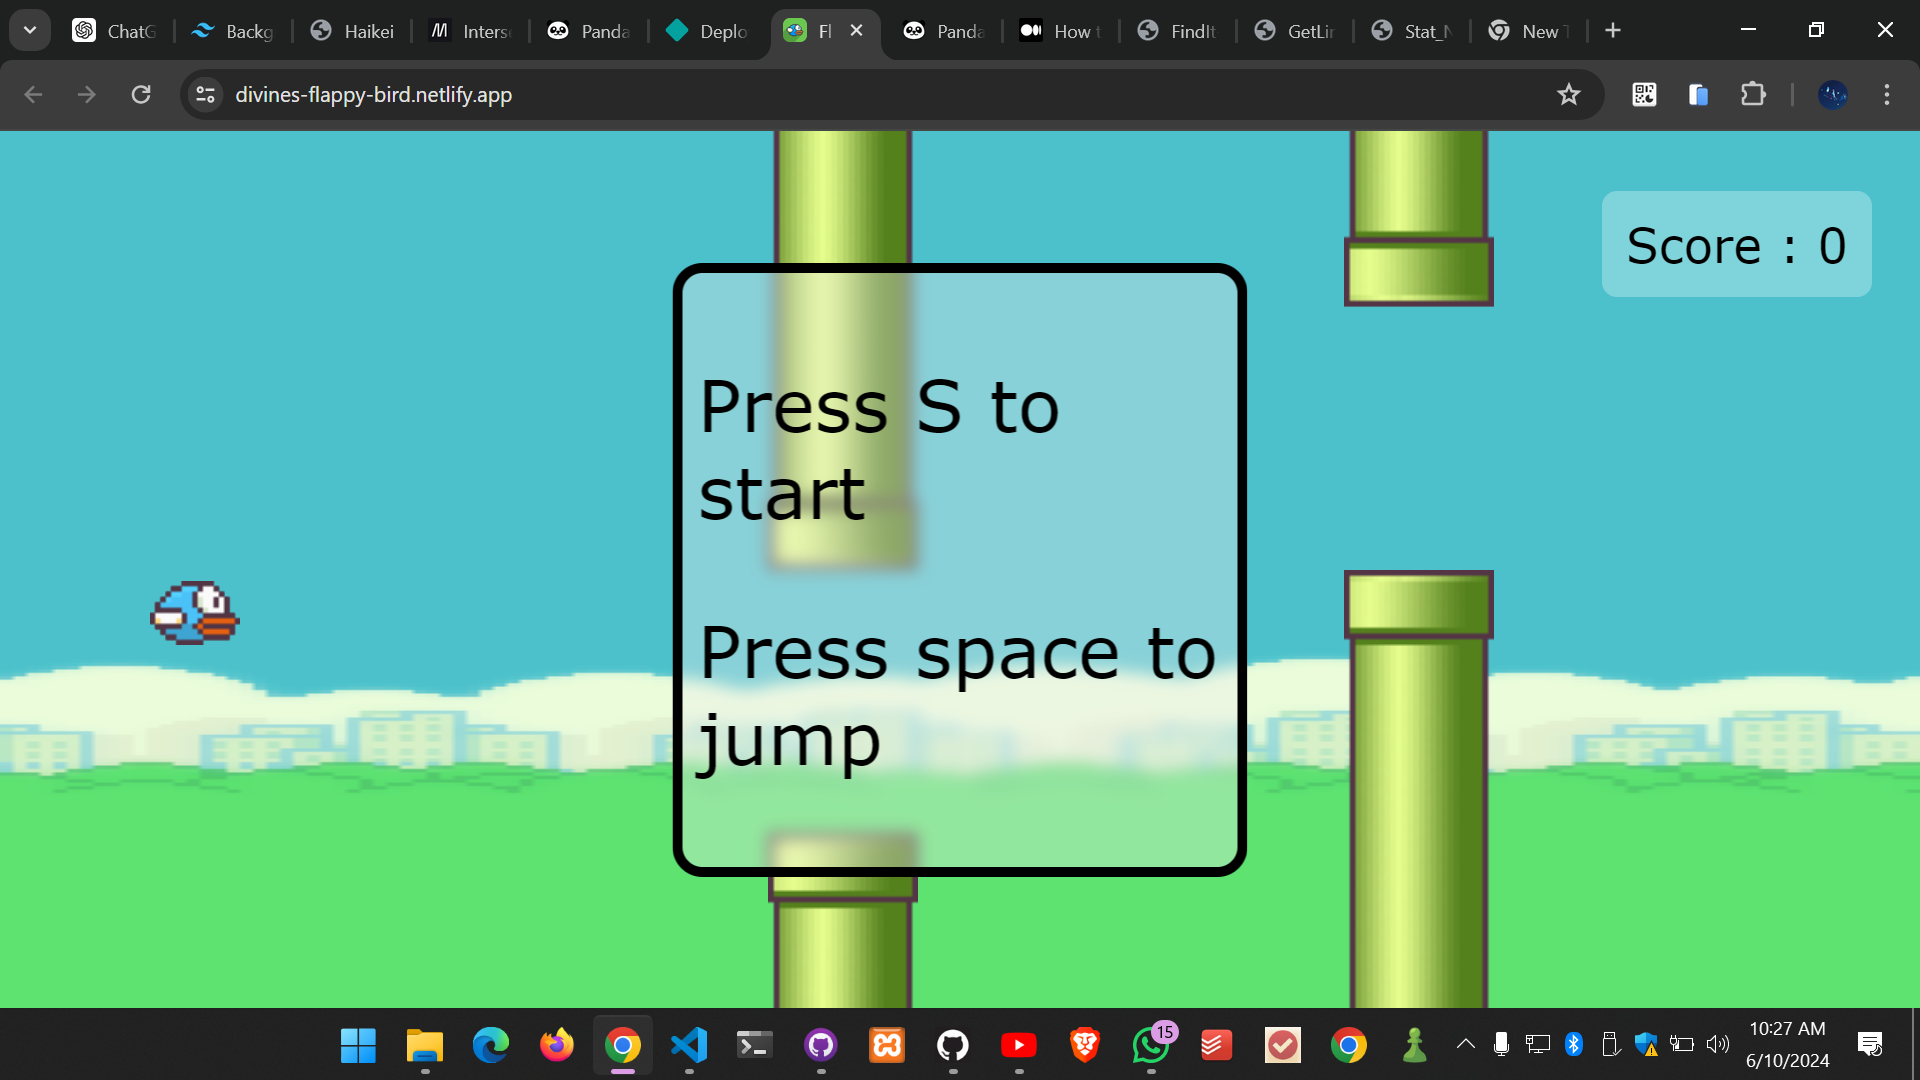 ChatG
Backg
Haikei
Inters
Panda
Deplo
Fl
Panda
How t
FindIt
GetLin
Stat_N
New T
divines-flappy-bird.netlify.app
Score : 0
Press S to
start
Press space to
jump
15
10:27 AM
6/10/2024